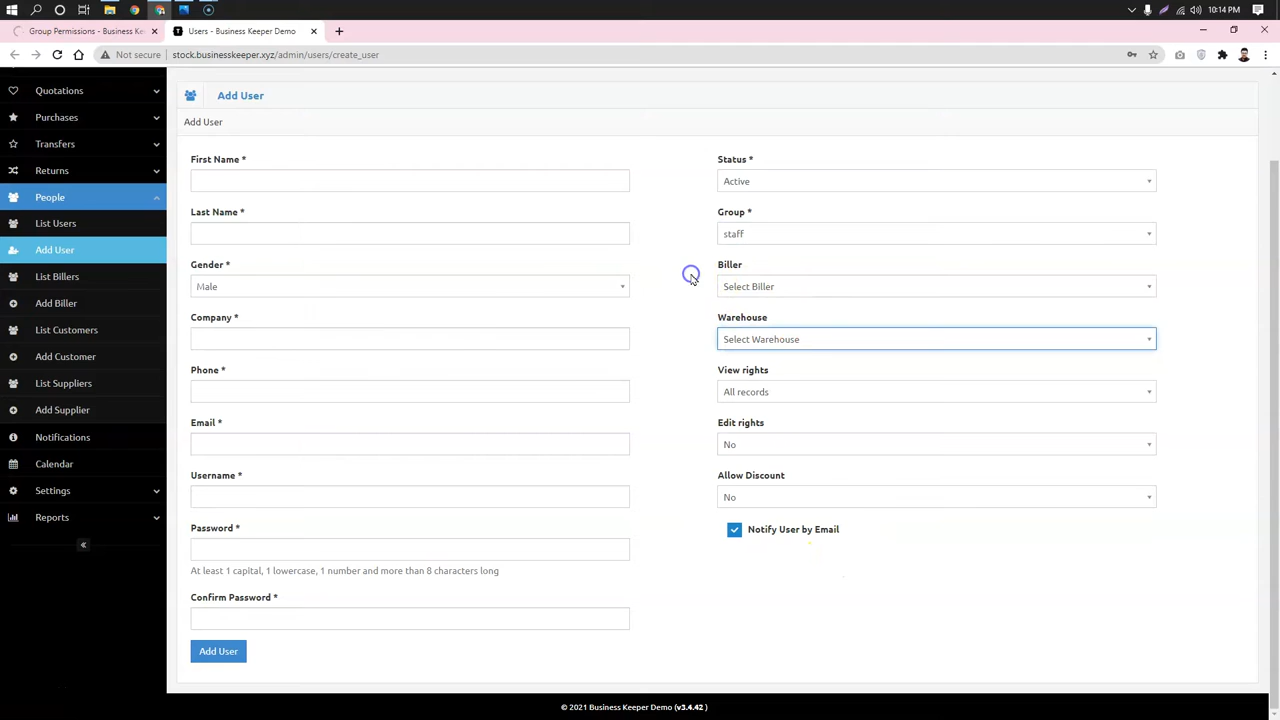 10:14 PM
Group Permissions - Business Ke
Users - Business Keeper Demo
Not secure
stock.businesskeeper.xyz/admin/users/create_user
Quotations
Purchases
Transfers
Returns
People
List Users
Add User
List Billers
Add Biller
List Customers
Add Customer
List Suppliers
Add Supplier
Notifications
Calendar
Settings
Reports
Add User
Add User
First Name *
Last Name *
Gender *
Male
Company *
Phone *
Email *
Username *
Password *
At least 1 capital, 1 lowercase, 1 number and more than 8 characters long
Confirm Password *
Add User
Status *
Active
Group *
staff
Biller
Select Biller
Warehouse
Select Warehouse
View rights
All records
Edit rights
No
Allow Discount
No
Notify User by Email
© 2021 Business Keeper Demo (v3.4.42 )